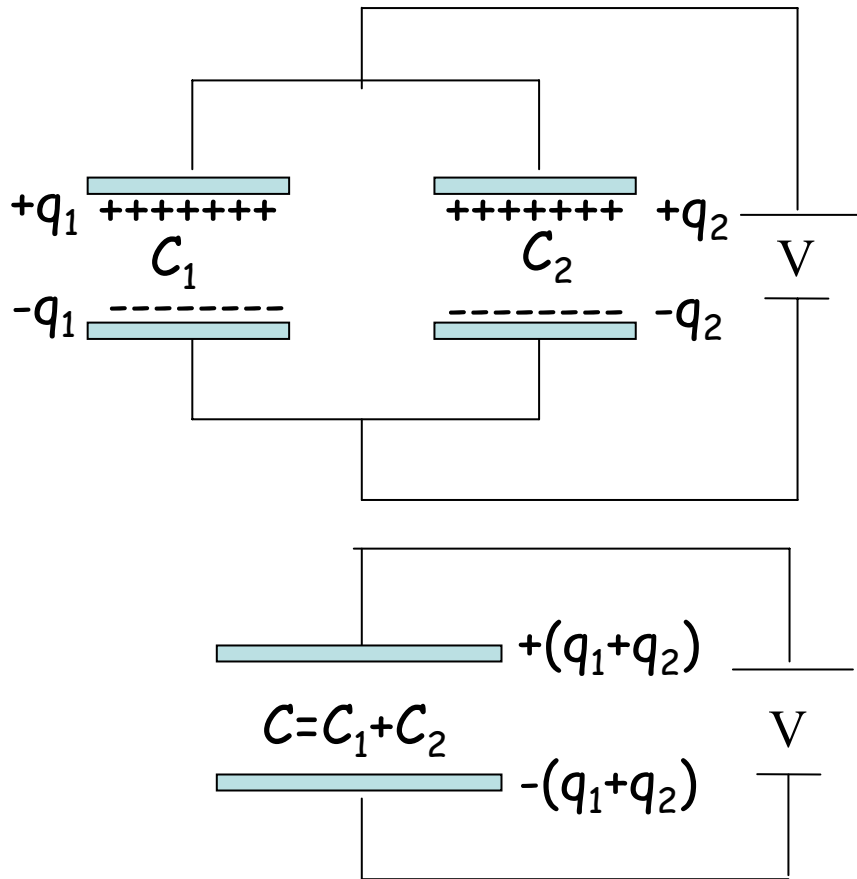 +q₁ +++++++ +++++++ +q₂
C₁ C₂ V
-q₁ -------- ------- -q₂
+(q₁+q₂)
C=C₁+C₂ V
-(q₁+q₂)